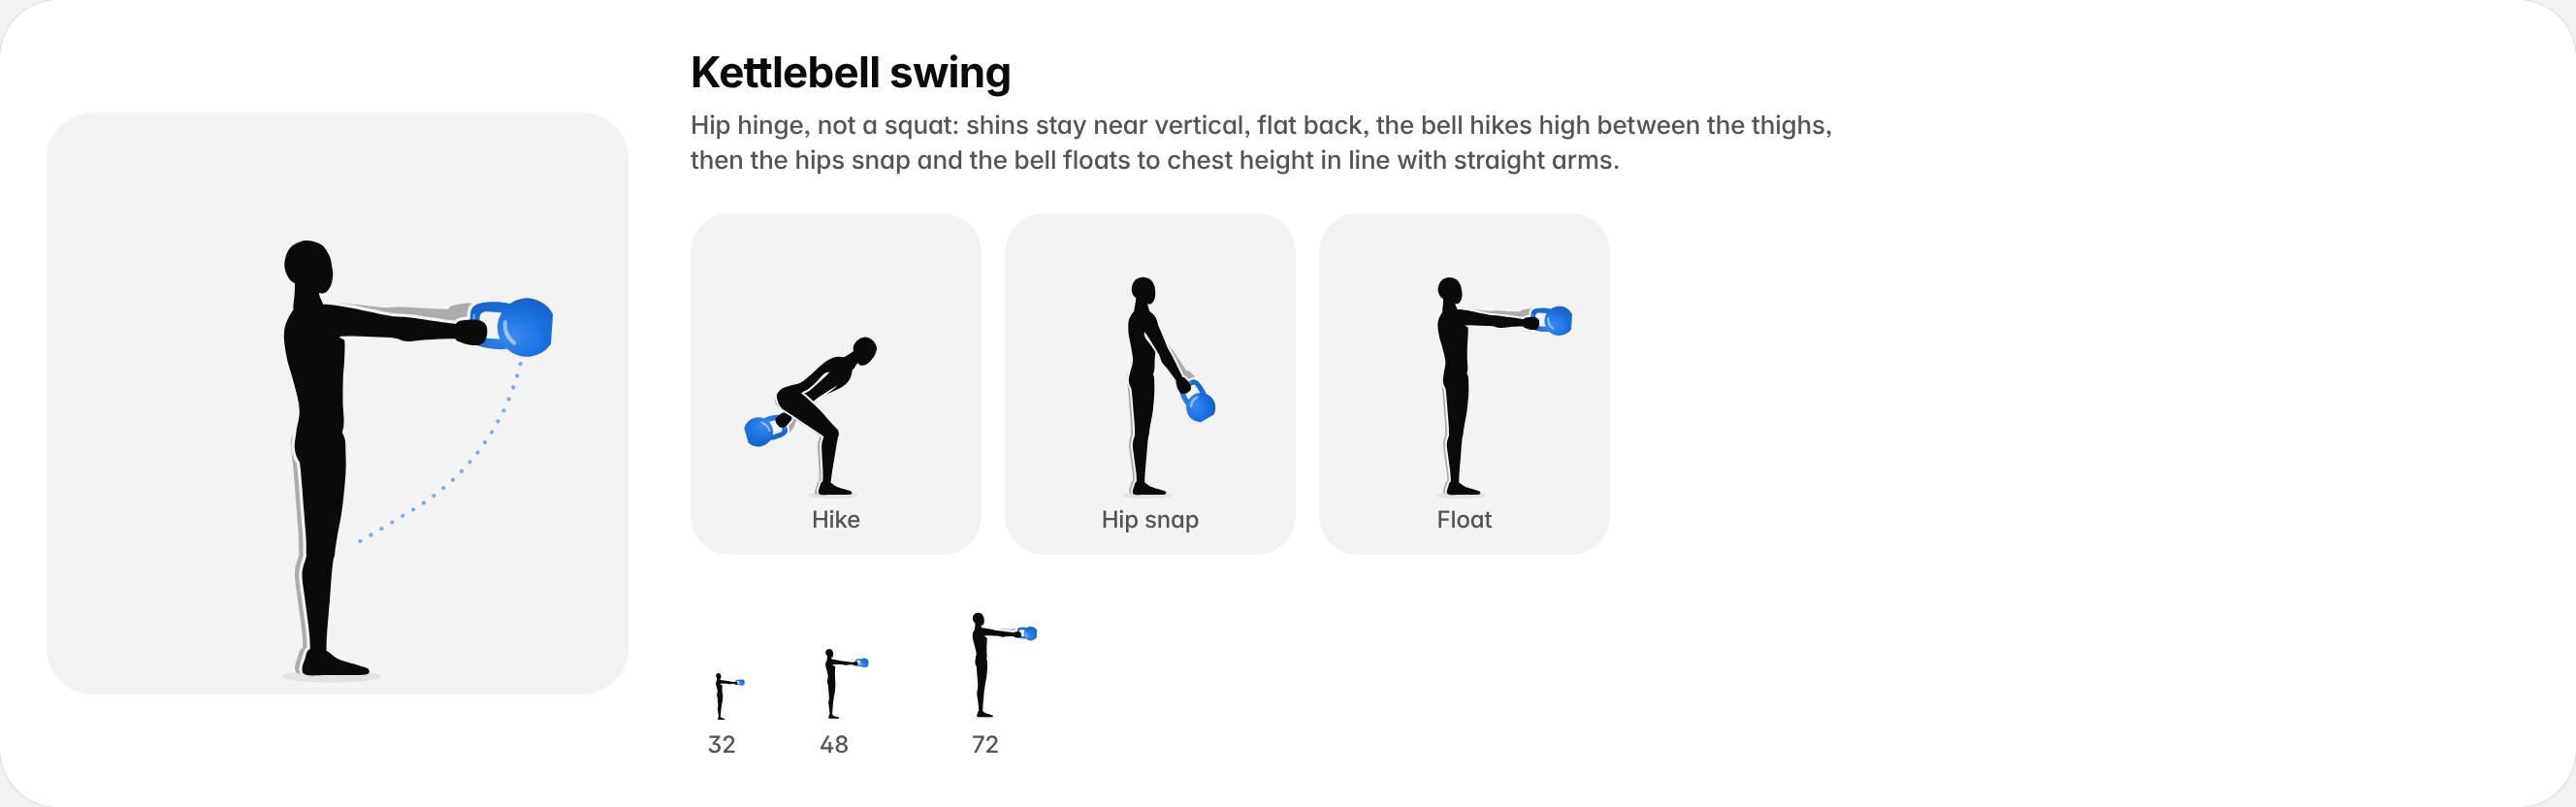 Kettlebell swing
Hip hinge, not a squat: shins stay near vertical, flat back, the bell hikes high between the thighs,
then the hips snap and the bell floats to chest height in line with straight arms.
Hike
Hip snap
Float
32
48
72